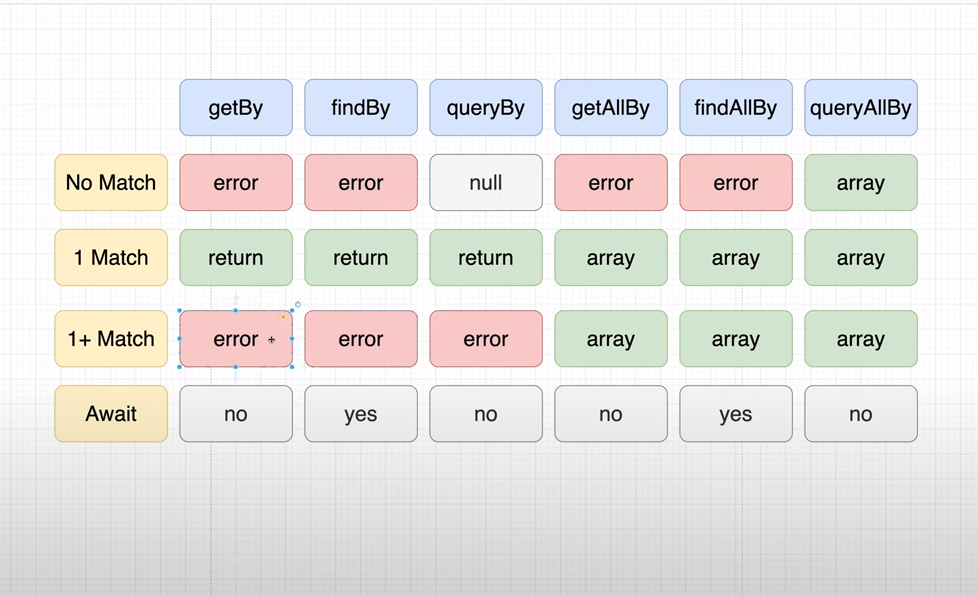 getBy findBy queryBy getAllBy findAllBy queryAllBy
No Match error error null error error array
1 Match return return return array array array
1+ Match error error error array array array
Await no yes no no yes no